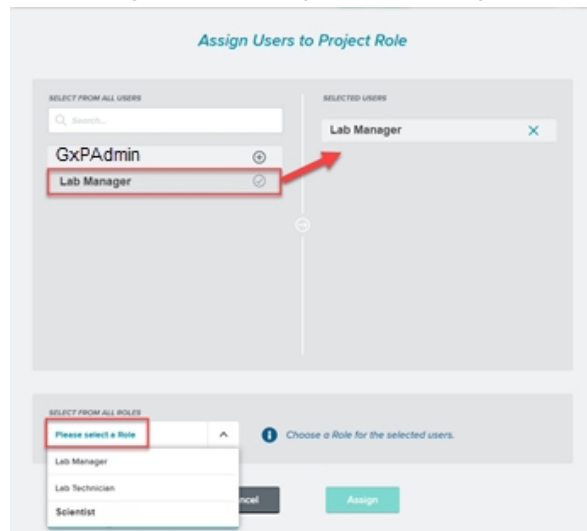 Assign Users to Project Role
SELECT FROM ALL USERS
Search...
GxPAdmin
Lab Manager
SELECTED USERS
Lab Manager
SELECT FROM ALL ROLES
Please select a Role
Choose a Role for the selected users.
Lab Manager
Lab Technician
Scientist
ncel
Assign